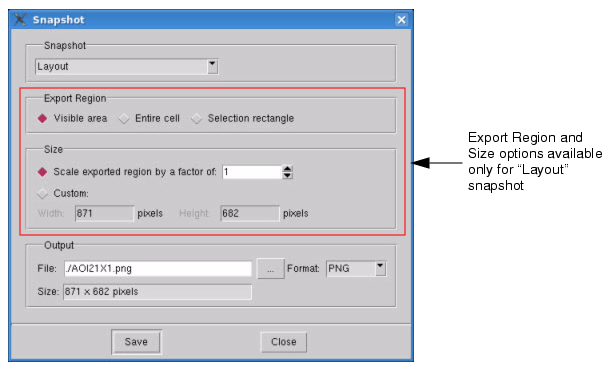 Snapshot
Snapshot
Layout
Export Region
Visible area Entire cell Selection rectangle
Size
Scale exported region by a factor of: 1
Custom:
Width: 871 pixels Height: 682 pixels
Output
File: ./AOI21X1.png ... Format: PNG
Size: 871 x 682 pixels
Save Close
Export Region and
Size options available
only for “Layout”
snapshot